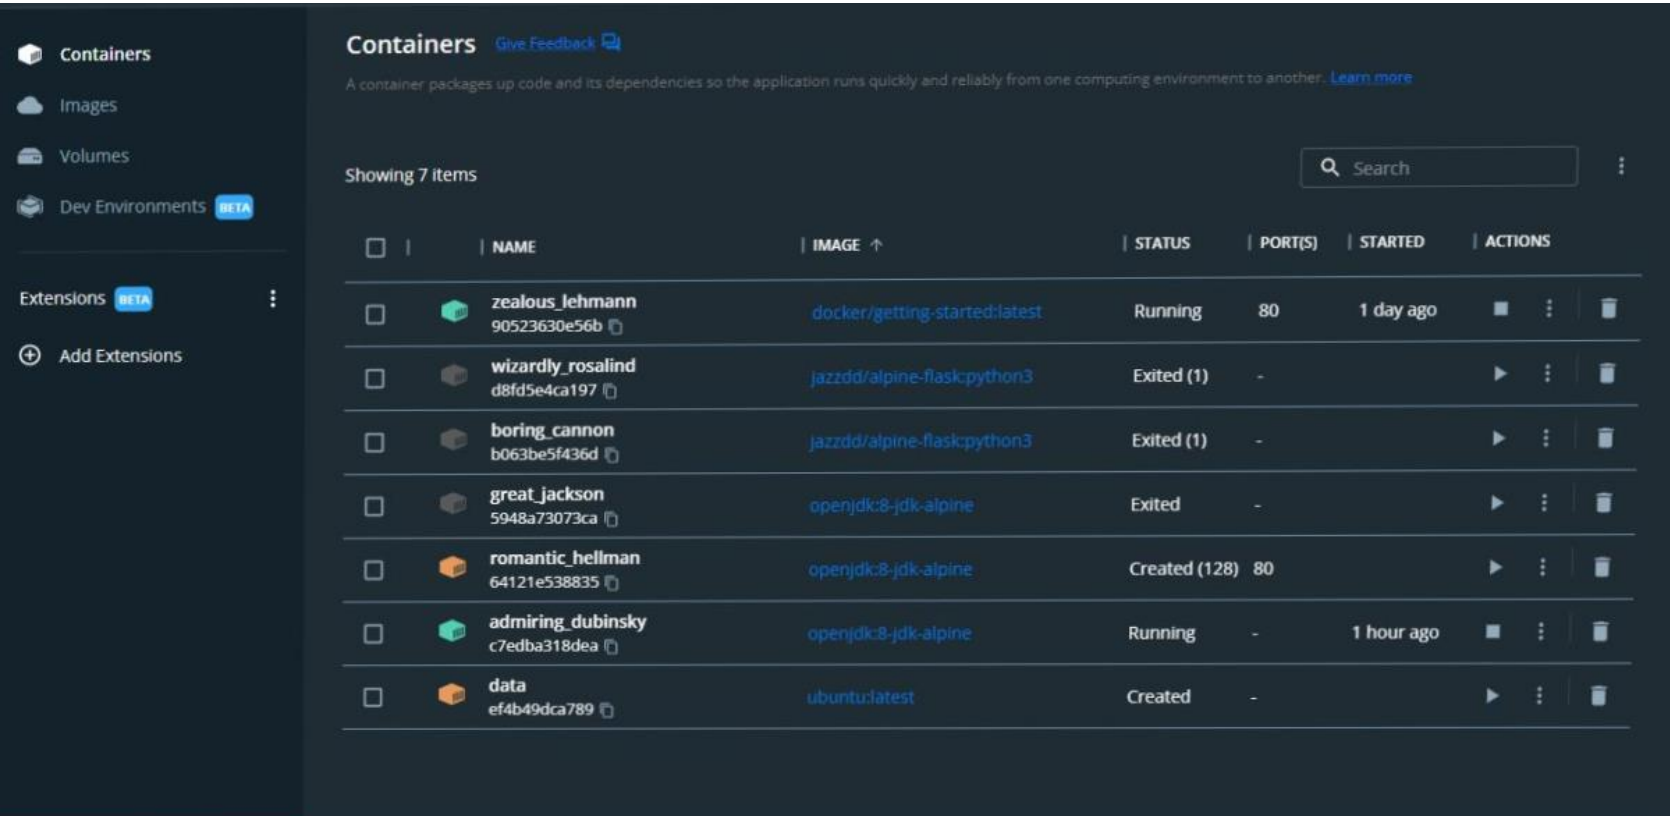 Containers
Images
Volumes
Dev Environments BETA
Extensions BETA
Add Extensions
Containers Give Feedback
A container packages up code and its dependencies so the application runs quickly and reliably from one computing environment to another. Learn more
Showing 7 items
Search
NAME IMAGE STATUS PORT(S) STARTED ACTIONS
zealous_lehmann
90523630e56b docker/getting-started:latest Running 80 1 day ago
wizardly_rosalind
d8fd5e4ca197 jazzdd/alpine-flask:python3 Exited (1) -
boring_cannon
b063be5f436d jazzdd/alpine-flask:python3 Exited (1) -
great_jackson
5948a73073ca openjdk:8-jdk-alpine Exited -
romantic_hellman
64121e538835 openjdk:8-jdk-alpine Created (128) 80
admiring_dubinsky
c7edba318dea openjdk:8-jdk-alpine Running - 1 hour ago
data
ef4b49dca789 ubuntu:latest Created -